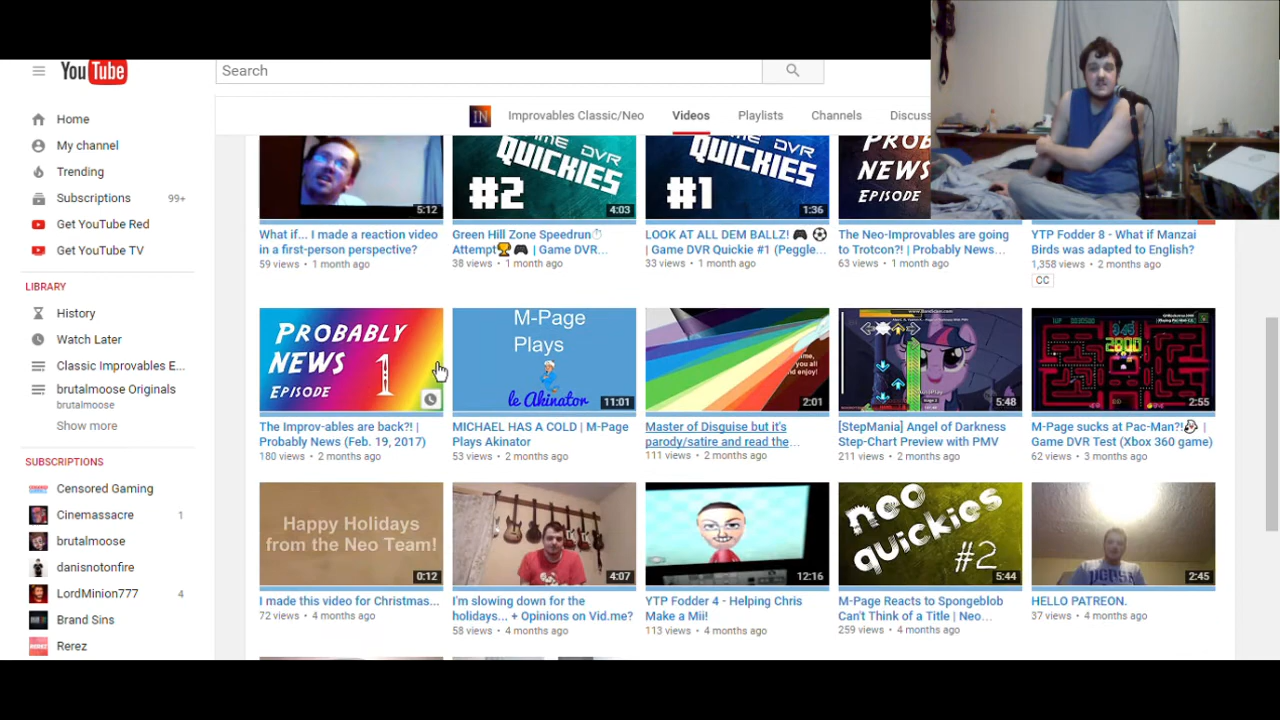 YouTube
Search
Home
My channel
Trending
Subscriptions 99+
Get YouTube Red
Get YouTube TV
LIBRARY
History
Watch Later
Classic Improvables E...
brutalmoose Originals
brutalmoose
Show more
SUBSCRIPTIONS
Censored Gaming
Cinemassacre 1
brutalmoose
danisnotonfire
LordMinion777 4
Brand Sins
Rerez
IN Improvables Classic/Neo Videos Playlists Channels Discuss
5:12
What if... I made a reaction video
in a first-person perspective?
59 views • 1 month ago
GAME DVR
QUICKIES
#2
4:03
Green Hill Zone Speedrun
Attempt | Game DVR...
38 views • 1 month ago
GAME DVR
QUICKIES
#1
1:36
LOOK AT ALL DEM BALLZ!
| Game DVR Quickie #1 (Peggle...
33 views • 1 month ago
PROB
NEWS
EPISODE
The Neo-Improvables are going
to Trotcon?! | Probably News...
63 views • 1 month ago
YTP Fodder 8 - What if Manzai
Birds was adapted to English?
1,358 views • 2 months ago
CC
PROBABLY
NEWS 1
EPISODE
The Improv-ables are back?! |
Probably News (Feb. 19, 2017)
180 views • 2 months ago
M-Page
Plays
le Akinator
11:01
MICHAEL HAS A COLD | M-Page
Plays Akinator
53 views • 2 months ago
you all
and enjoy!
2:01
Master of Disguise but it's
parody/satire and read the...
111 views • 2 months ago
5:48
[StepMania] Angel of Darkness
Step-Chart Preview with PMV
211 views • 2 months ago
2:55
M-Page sucks at Pac-Man?! |
Game DVR Test (Xbox 360 game)
62 views • 3 months ago
Happy Holidays
from the Neo Team!
0:12
I made this video for Christmas...
72 views • 4 months ago
4:07
I'm slowing down for the
holidays... + Opinions on Vid.me?
58 views • 4 months ago
12:16
YTP Fodder 4 - Helping Chris
Make a Mii!
113 views • 4 months ago
neo
quickies
#2
5:44
M-Page Reacts to Spongebob
Can't Think of a Title | Neo...
259 views • 4 months ago
2:45
HELLO PATREON.
37 views • 4 months ago